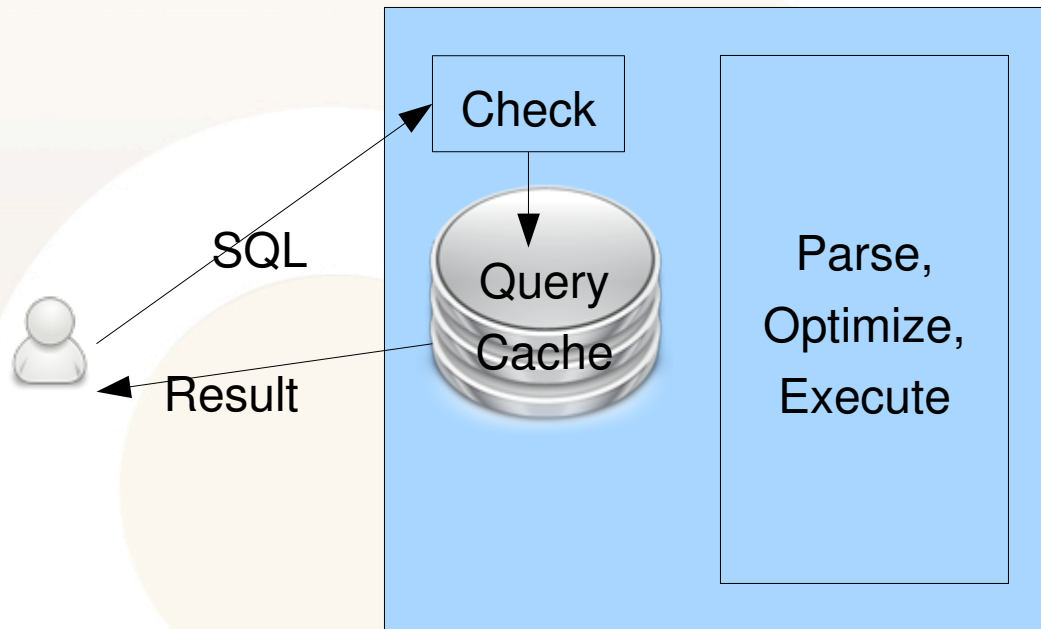 Check
SQL
Query
Cache
Result
Parse,
Optimize,
Execute